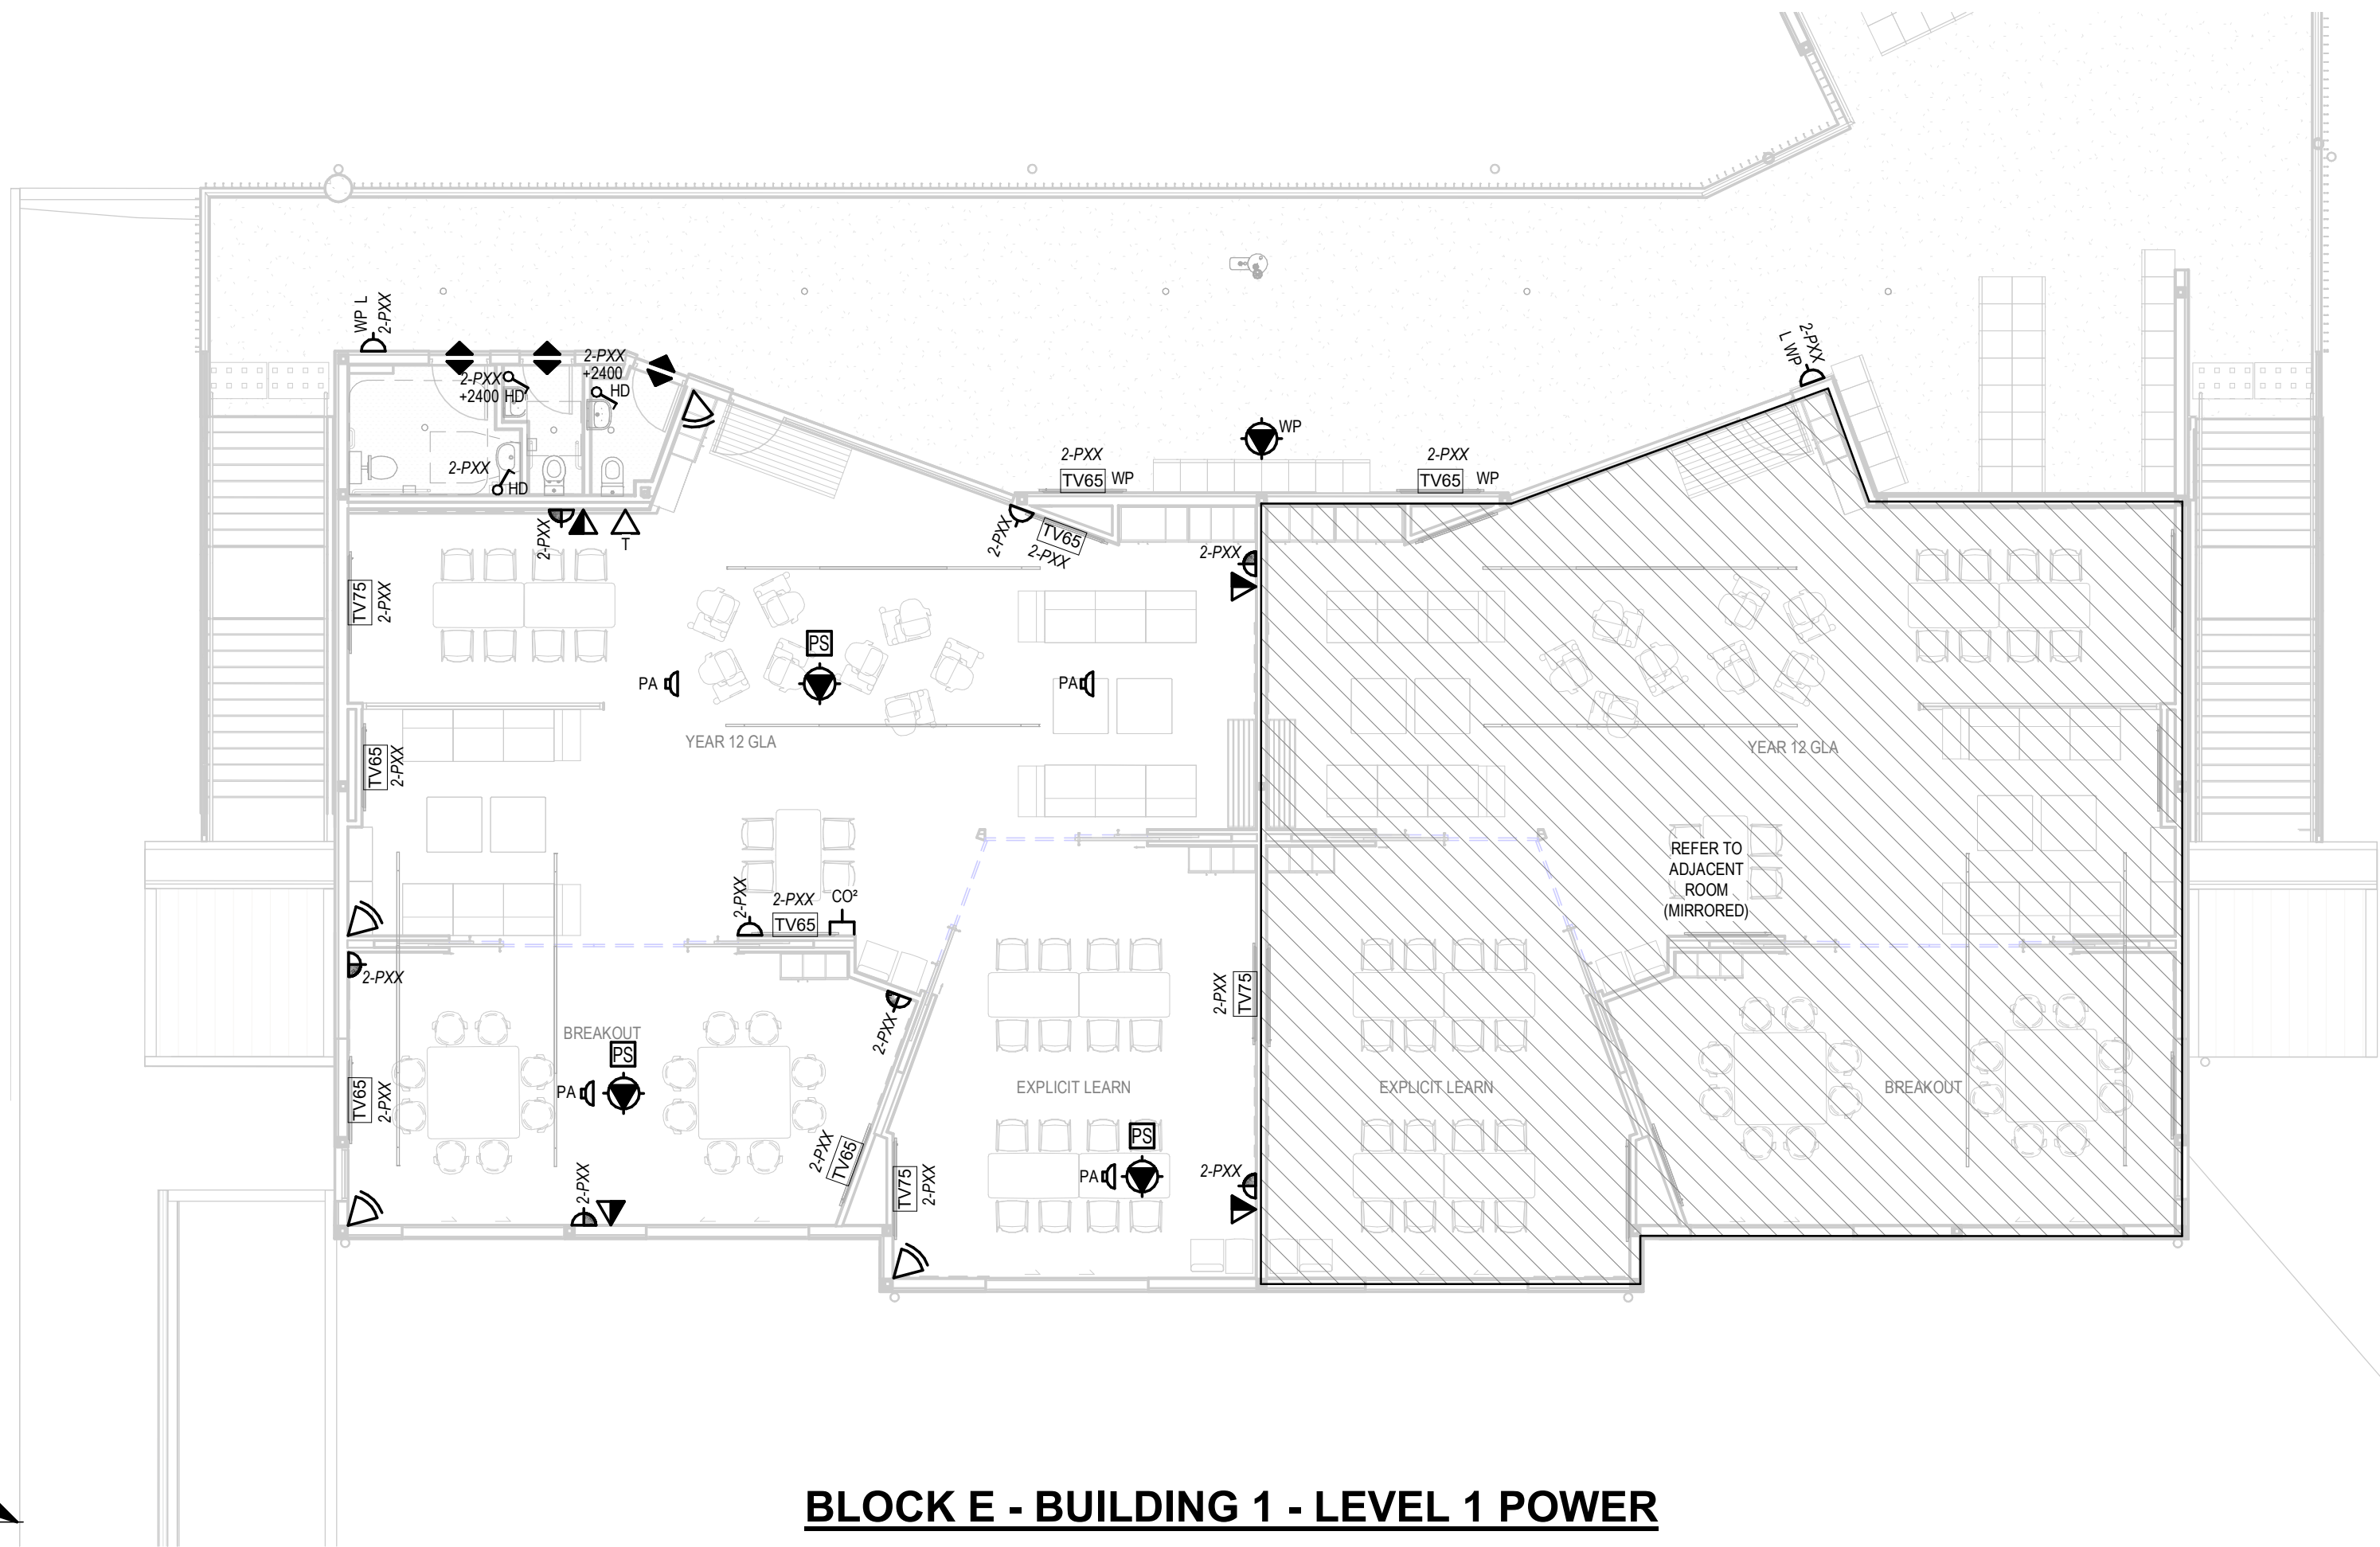 WP L
2-PXX
2-PXX
+2400
HD
2-PXX
+2400
HD
2-PXX
HD
2-PXX
L WP
WP
2-PXX
TV65
WP
2-PXX
TV65
WP
2-PXX
T
2-PXX
TV65
2-PXX
2-PXX
TV75
2-PXX
PS
PA
PA
YEAR 12 GLA
YEAR 12 GLA
TV65
2-PXX
2-PXX
2-PXX
TV65
CO²
REFER TO
ADJACENT
ROOM
(MIRRORED)
2-PXX
2-PXX
TV75
2-PXX
BREAKOUT
PS
PA
TV65
2-PXX
EXPLICIT LEARN
EXPLICIT LEARN
BREAKOUT
2-PXX
TV65
PS
PA
TV75
2-PXX
2-PXX
2-PXX
BLOCK E - BUILDING 1 - LEVEL 1 POWER